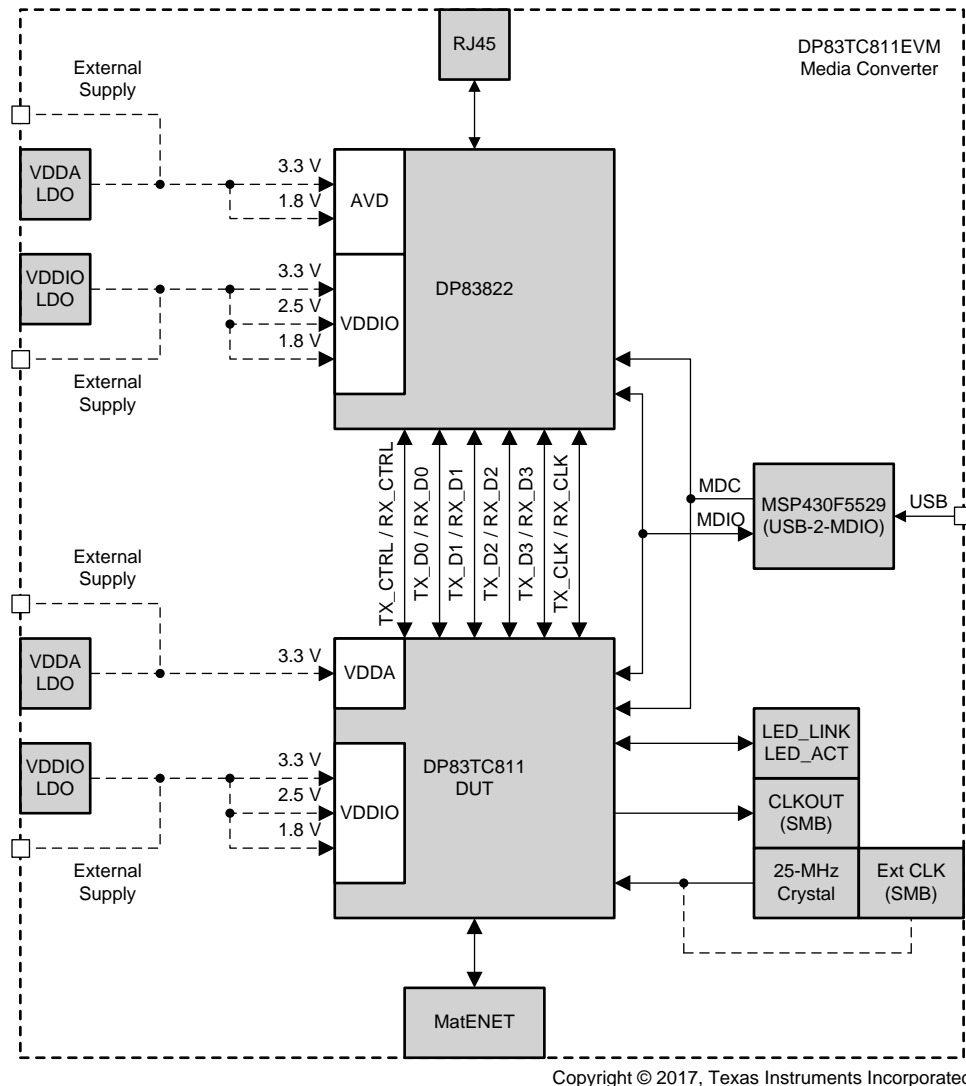 RJ45
DP83TC811EVM
Media Converter
External
Supply
VDDA
LDO
3.3 V
1.8 V
AVD
VDDIO
LDO
3.3 V
2.5 V
1.8 V
VDDIO
DP83822
External
Supply
TX_CTRL / RX_CTRL
TX_D0 / RX_D0
TX_D1 / RX_D1
TX_D2 / RX_D2
TX_D3 / RX_D3
TX_CLK / RX_CLK
MDC
MDIO
MSP430F5529
(USB-2-MDIO)
USB
External
Supply
VDDA
LDO
3.3 V
VDDA
VDDIO
LDO
3.3 V
2.5 V
1.8 V
VDDIO
DP83TC811
DUT
LED_LINK
LED_ACT
CLKOUT
(SMB)
25-MHz
Crystal
Ext CLK
(SMB)
External
Supply
MatENET
Copyright © 2017, Texas Instruments Incorporated